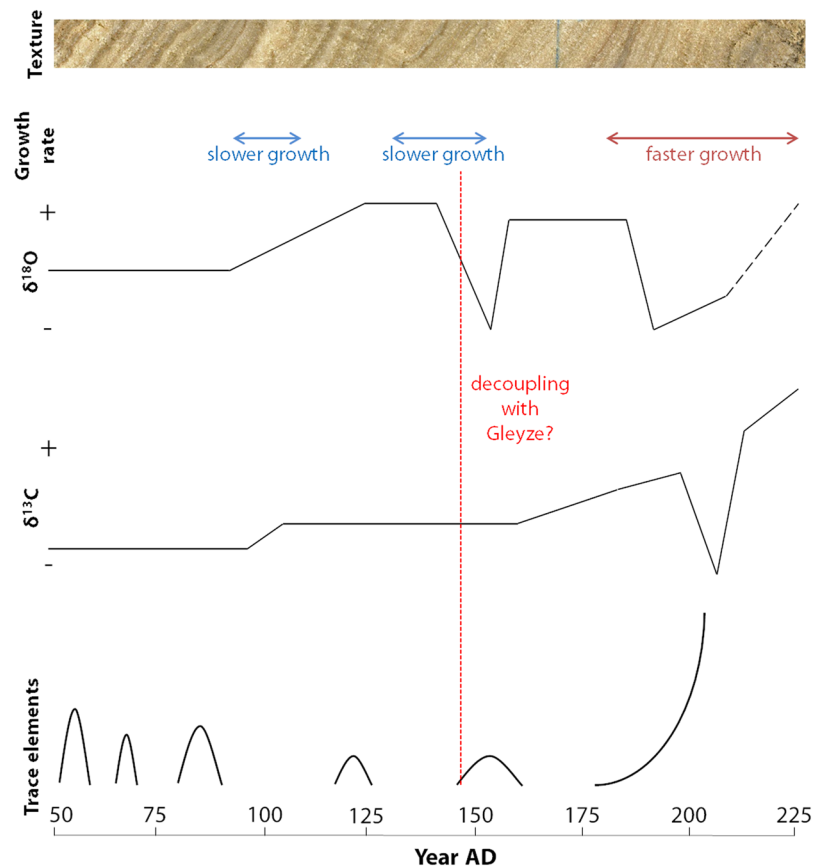 Texture
Growth
rate
slower growth
slower growth
faster growth
+
δ18O
-
decoupling
with
Gleyze?
+
δ13C
-
Trace elements
50 75 100 125 150 175 200 225
Year AD